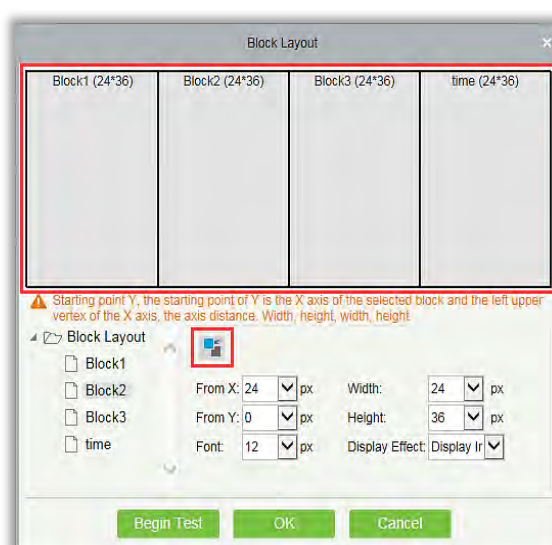 Block Layout
Block1 (24*36) Block2 (24*36) Block3 (24*36) time (24*36)
Starting point Y, the starting point of Y is the X axis of the selected block and the left upper
vertex of the X axis, the axis distance. Width, height, width, height
Block Layout
Block1
Block2
Block3
time
From X: 24 px Width: 24 px
From Y: 0 px Height: 36 px
Font: 12 px Display Effect: Display Ir
Begin Test OK Cancel